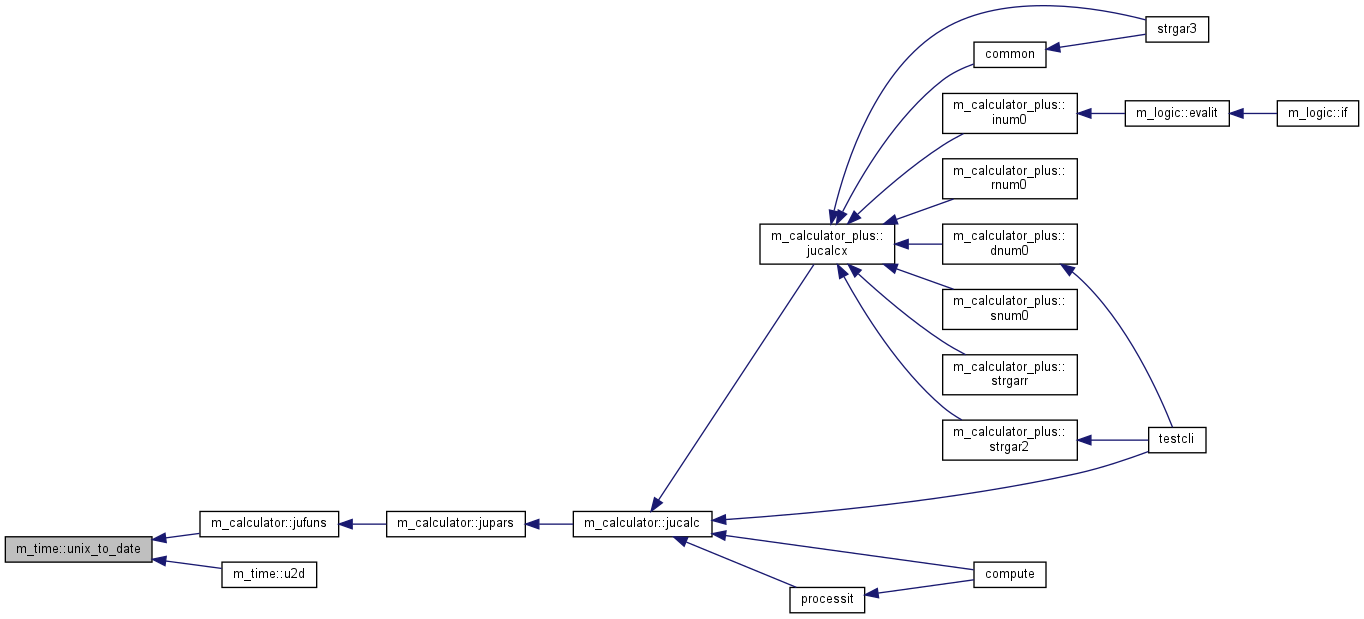 strgar3
common
m_calculator_plus::
inum0
m_logic::evalit
m_logic::if
m_calculator_plus::
rnum0
m_calculator_plus::
jucalcx
m_calculator_plus::
dnum0
m_calculator_plus::
snum0
m_calculator_plus::
strgarr
m_calculator_plus::
strgar2
testcli
m_time::unix_to_date
m_calculator::jufuns
m_calculator::jupars
m_calculator::jucalc
m_time::u2d
compute
processit